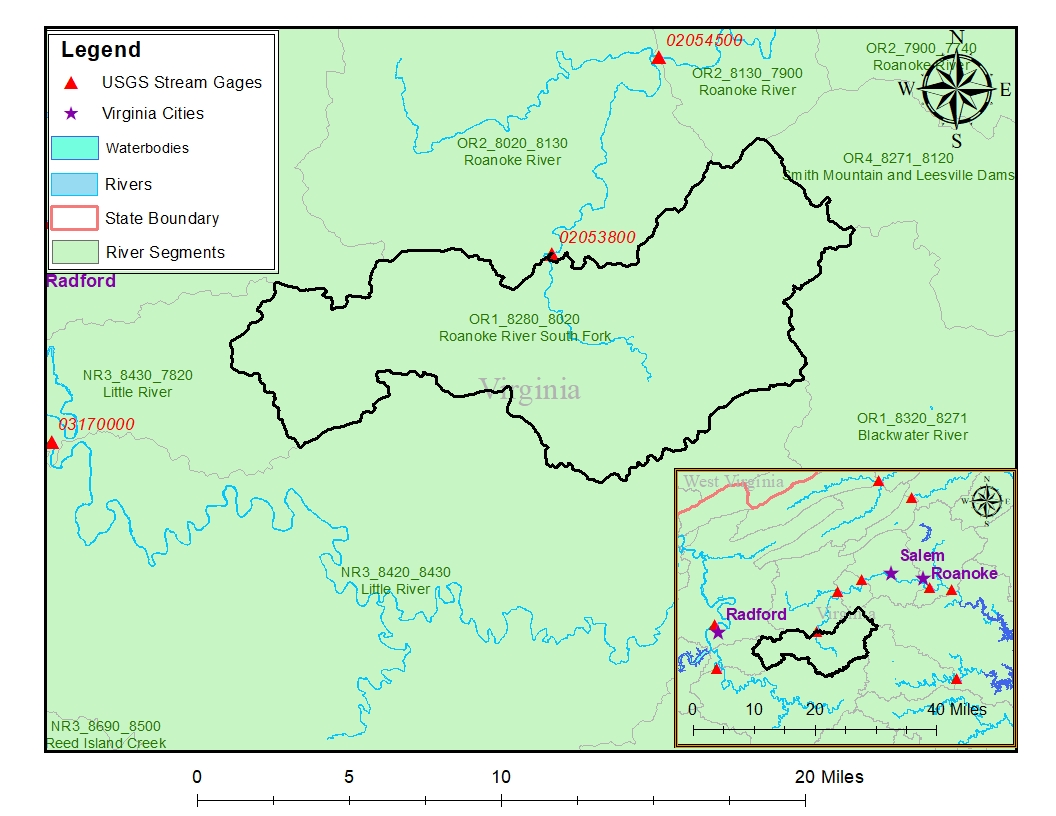 Legend
USGS Stream Gages
Virginia Cities
Waterbodies
Rivers
State Boundary
River Segments
02054500
OR2_8130_7900
Roanoke River
OR2_7900_7740
Roanoke River
N
W
E
S
OR2_8020_8130
Roanoke River
OR4_8271_8120
Smith Mountain and Leesville Dams
02053800
Radford
OR1_8280_8020
Roanoke River South Fork
Virginia
NR3_8430_7820
Little River
03170000
OR1_8320_8271
Blackwater River
NR3_8420_8430
Little River
NR3_8690_8500
Reed Island Creek
West Virginia
N
W
E
S
Salem
Roanoke
Radford
Virginia
0 10 20 40 Miles
0 5 10 20 Miles